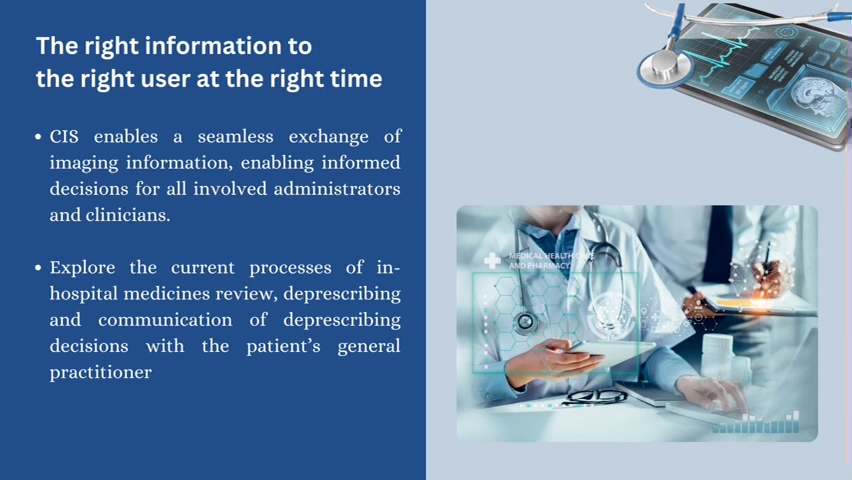 The right information to
the right user at the right time
• CIS enables a seamless exchange of
imaging information, enabling informed
decisions for all involved administrators
and clinicians.
• Explore the current processes of in-
hospital medicines review, deprescribing
and communication of deprescribing
decisions with the patient’s general
practitioner
MEDICAL HEALTH CARE
AND PHARMACY